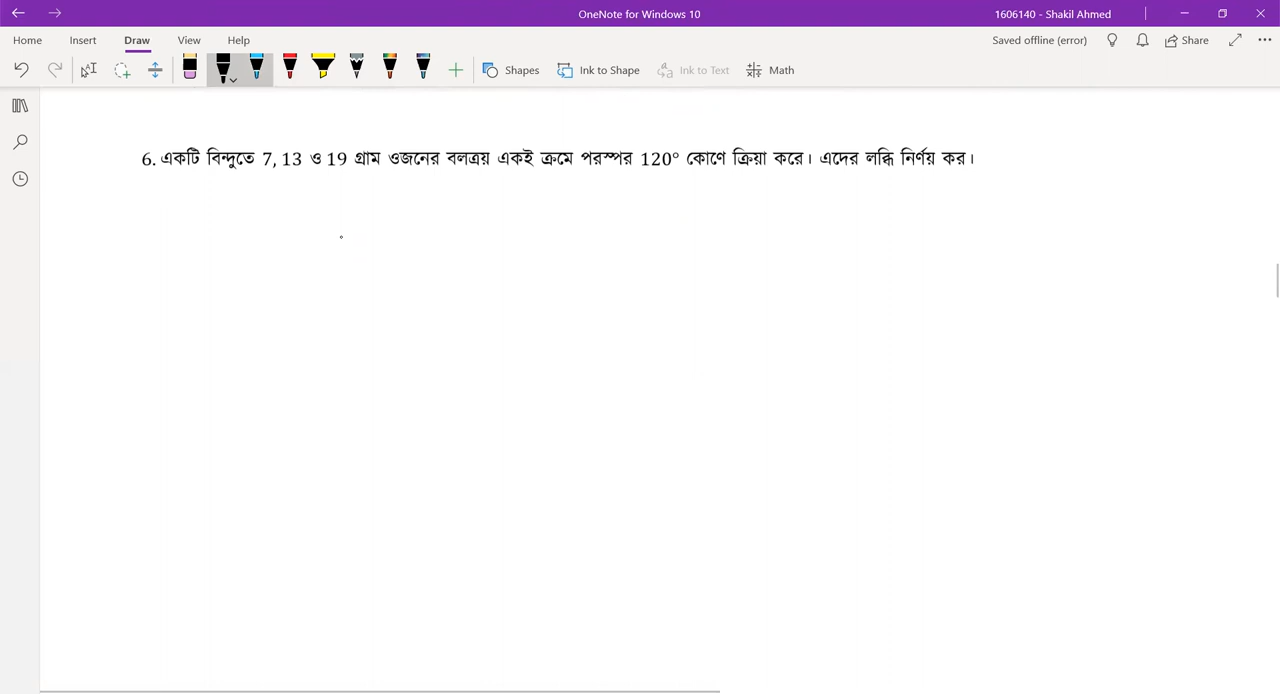 OneNote for Windows 10
1606140 - Shakil Ahmed
Home Insert Draw View Help
Saved offline (error)
Share
Shapes
Ink to Shape
Ink to Text
Math
6. একটি বিন্দুতে 7, 13 ও 19 গ্রাম ওজনের বলত্রয় একই ক্রমে পরস্পর 120° কোণে ক্রিয়া করে। এদের লব্ধি নির্ণয় কর।